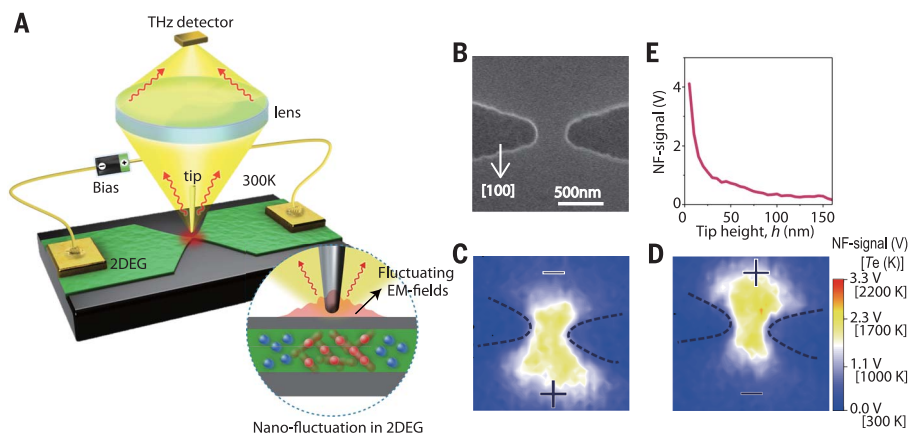 A
THz detector
lens
Bias
tip
300K
2DEG
Fluctuating
EM-fields
Nano-fluctuation in 2DEG
B
[100]
500nm
E
NF-signal (V)
4
2
0
0
50
100
150
Tip height, h (nm)
C
−
+
D
+
−
NF-signal (V)
[Te (K)]
3.3 V
[2200 K]
2.3 V
[1700 K]
1.1 V
[1000 K]
0.0 V
[300 K]